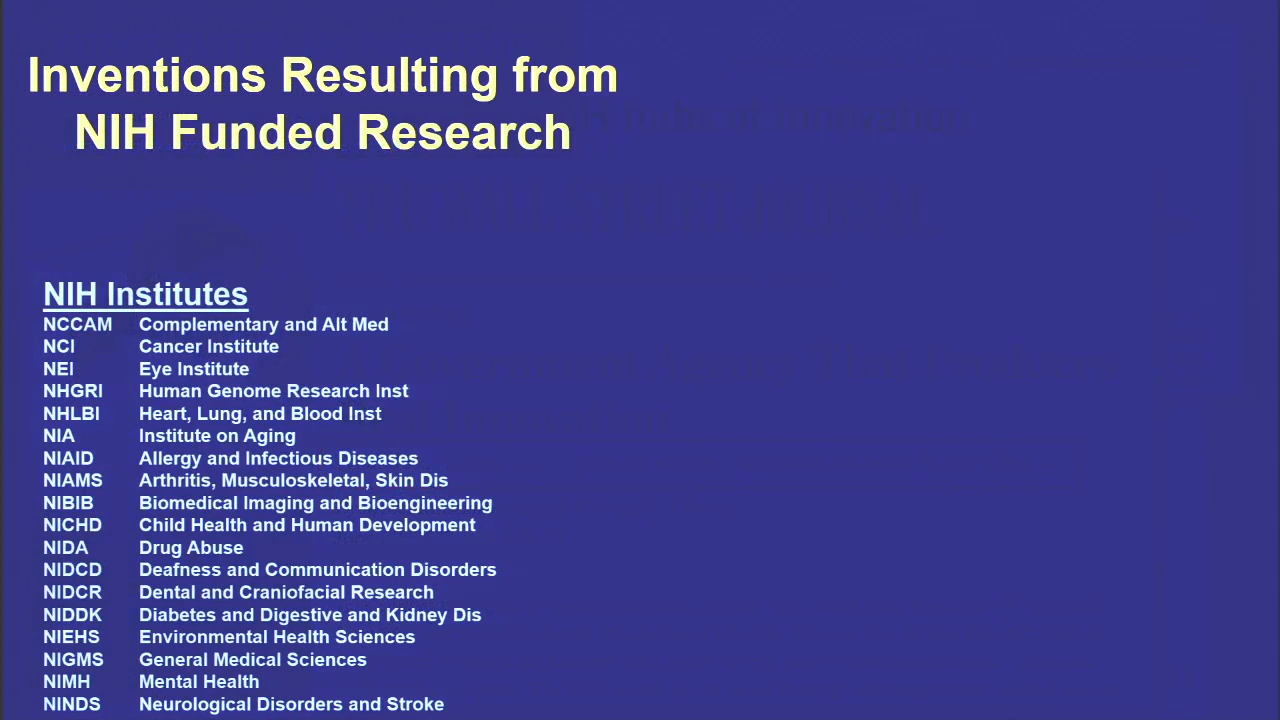 Inventions Resulting from
NIH Funded Research
NIH Institutes
NCCAM Complementary and Alt Med
NCI Cancer Institute
NEI Eye Institute
NHGRI Human Genome Research Inst
NHLBI Heart, Lung, and Blood Inst
NIA Institute on Aging
NIAID Allergy and Infectious Diseases
NIAMS Arthritis, Musculoskeletal, Skin Dis
NIBIB Biomedical Imaging and Bioengineering
NICHD Child Health and Human Development
NIDA Drug Abuse
NIDCD Deafness and Communication Disorders
NIDCR Dental and Craniofacial Research
NIDDK Diabetes and Digestive and Kidney Dis
NIEHS Environmental Health Sciences
NIGMS General Medical Sciences
NIMH Mental Health
NINDS Neurological Disorders and Stroke